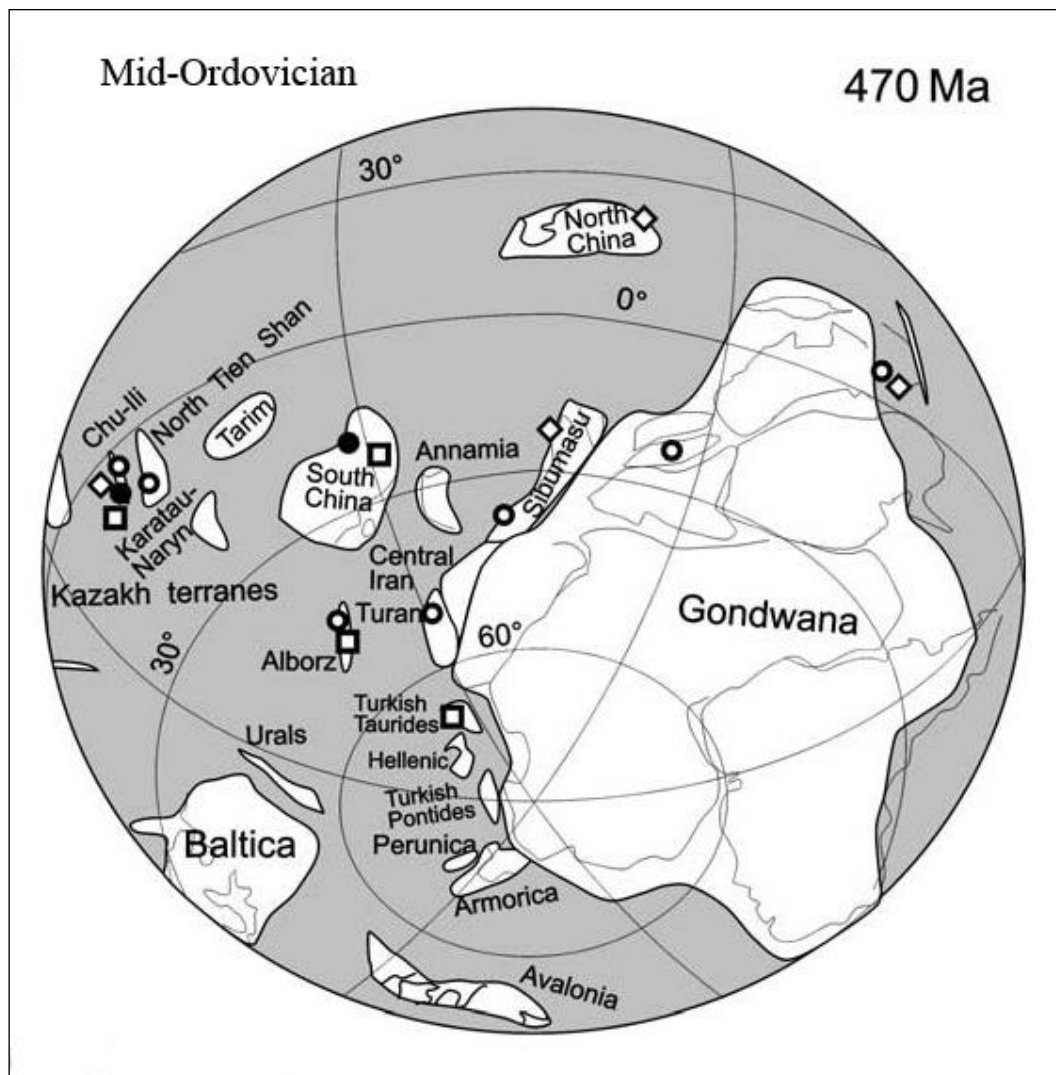 Mid-Ordovician
470 Ma
30°
North
China
0°
North Tien Shan
Chu-Ili
Tarim
Annamia
Sibumasu
South
China
Karatau-
Naryn
Central
Iran
Kazakh terranes
Turan
Gondwana
60°
30°
Alborz
Turkish
Taurides
Urals
Hellenic
Turkish
Pontides
Baltica
Perunica
Armorica
Avalonia